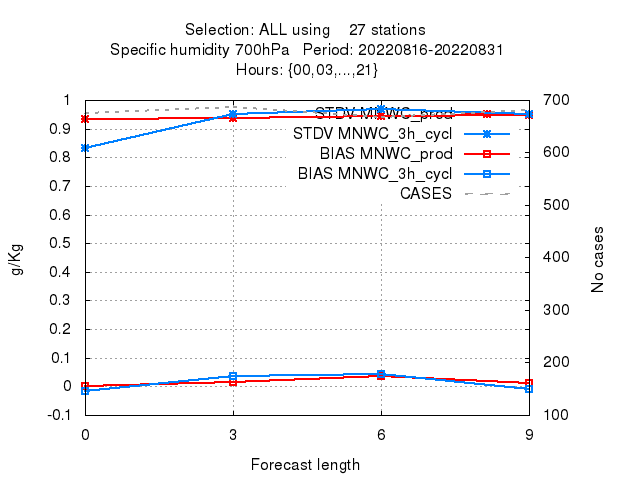 Selection: ALL using 27 stations
Specific humidity 700hPa Period: 20220816-20220831
Hours: {00,03,...,21}
1
0.9
0.8
0.7
0.6
0.5
0.4
0.3
0.2
0.1
0
-0.1
g/Kg
STDV MNWC_prod
STDV MNWC_3h_cycl
BIAS MNWC_prod
BIAS MNWC_3h_cycl
CASES
700
600
500
400
300
200
100
No cases
0 3 6 9
Forecast length